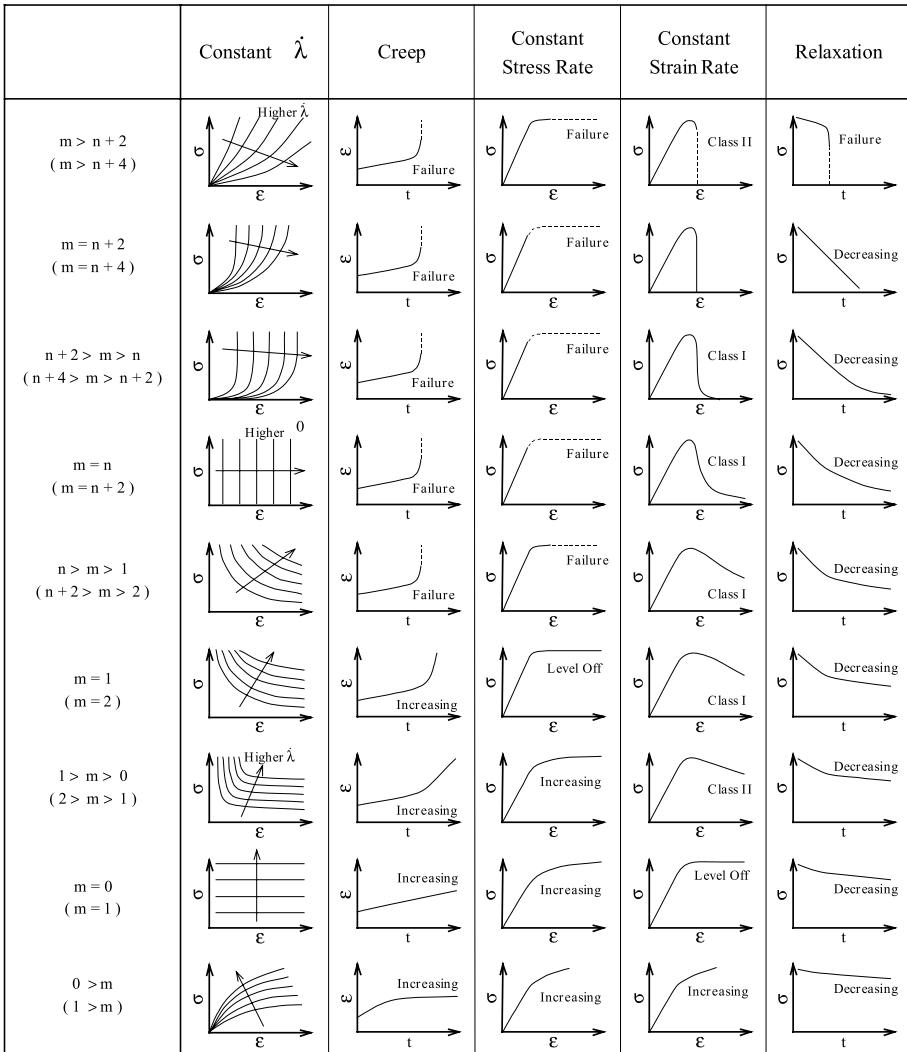 Constant λ̇
Creep
Constant
Stress Rate
Constant
Strain Rate
Relaxation
m > n + 2
( m > n + 4 )
Higher λ̇
σ
ε
ε
t
Failure
σ
ε
Failure
σ
ε
Class II
σ
t
Failure
m = n + 2
( m = n + 4 )
σ
ε
ε
t
Failure
σ
ε
Failure
σ
ε
σ
t
Decreasing
n + 2 > m > n
( n + 4 > m > n + 2 )
σ
ε
ε
t
Failure
σ
ε
Failure
σ
ε
Class I
σ
t
Decreasing
m = n
( m = n + 2 )
Higher 0
σ
ε
ε
t
Failure
σ
ε
Failure
σ
ε
Class I
σ
t
Decreasing
n > m > 1
( n + 2 > m > 2 )
σ
ε
ε
t
Failure
σ
ε
Failure
σ
ε
Class I
σ
t
Decreasing
m = 1
( m = 2 )
σ
ε
ε
t
Increasing
σ
ε
Level Off
σ
ε
Class I
σ
t
Decreasing
1 > m > 0
( 2 > m > 1 )
Higher λ̇
σ
ε
ε
t
Increasing
σ
ε
Increasing
σ
ε
Class II
σ
t
Decreasing
m = 0
( m = 1 )
σ
ε
ε
t
Increasing
σ
ε
Increasing
σ
ε
Level Off
σ
t
Decreasing
0 > m
( 1 > m )
σ
ε
ε
t
Increasing
σ
ε
Increasing
σ
ε
Increasing
σ
t
Decreasing